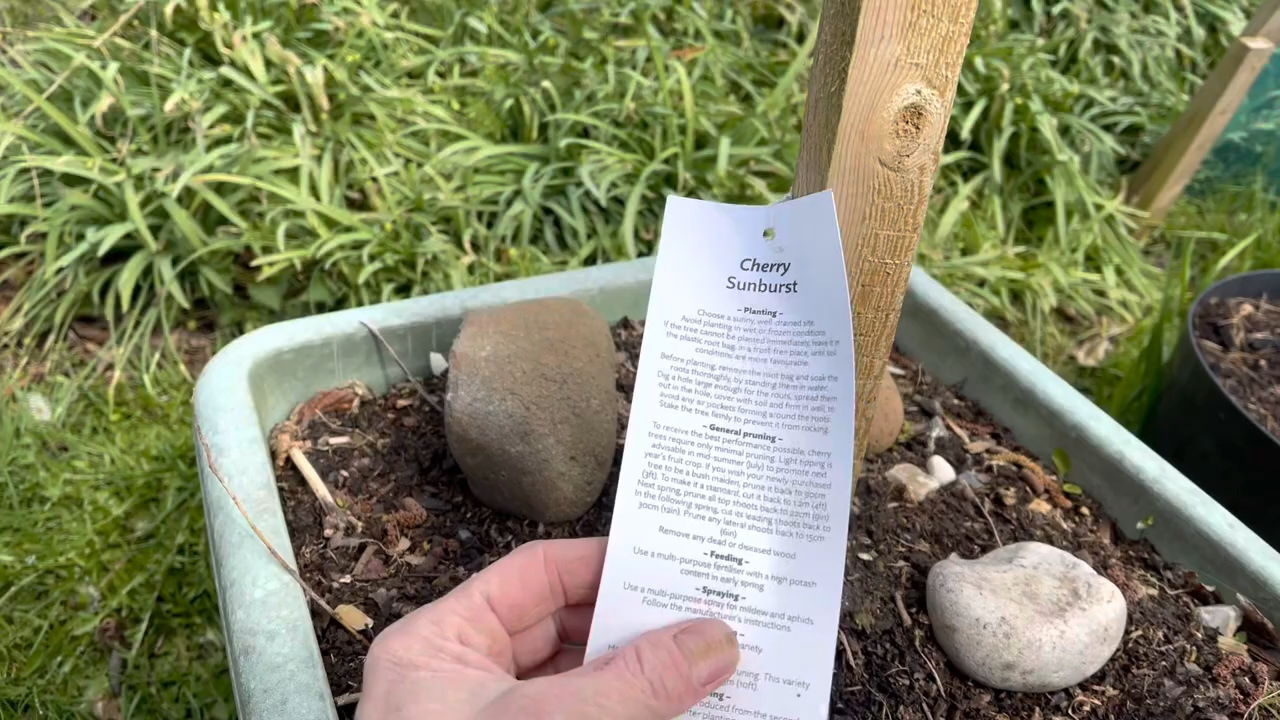 Cherry
Sunburst
– Planting –
Choose a sunny, well-drained site.
Avoid planting in wet or frozen conditions.
If the tree cannot be planted immediately, leave it in
the plastic root bag, in a frost-free place, until soil
conditions are more favourable.
Before planting, remove the root bag and soak the
roots thoroughly, by standing them in water.
Dig a hole large enough for the roots, spread them
out in the hole, cover with soil and firm in well, to
avoid any air pockets forming around the roots.
Stake the tree firmly to prevent it from rocking.
– General pruning –
To receive the best performance possible, cherry
trees require only minimal pruning. Light tipping is
advisable in mid-summer (July) to promote next
year's fruit crop. If you wish your newly-purchased
tree to be a bush maiden, prune it back to 90cm
(3ft). To make it a standard, cut it back to 1.2m (4ft)
Next spring, prune all top shoots back to 22cm (9in)
In the following spring, cut its leading shoots back to
30cm (12in). Prune any lateral shoots back to 15cm
(6in)
Remove any dead or diseased wood.
– Feeding –
Use a multi-purpose fertiliser with a high potash
content in early spring.
– Spraying –
Use a multi-purpose spray for mildew and aphids
Follow the manufacturer's instructions
variety
pruning. This variety
(10ft).
from the second
planting